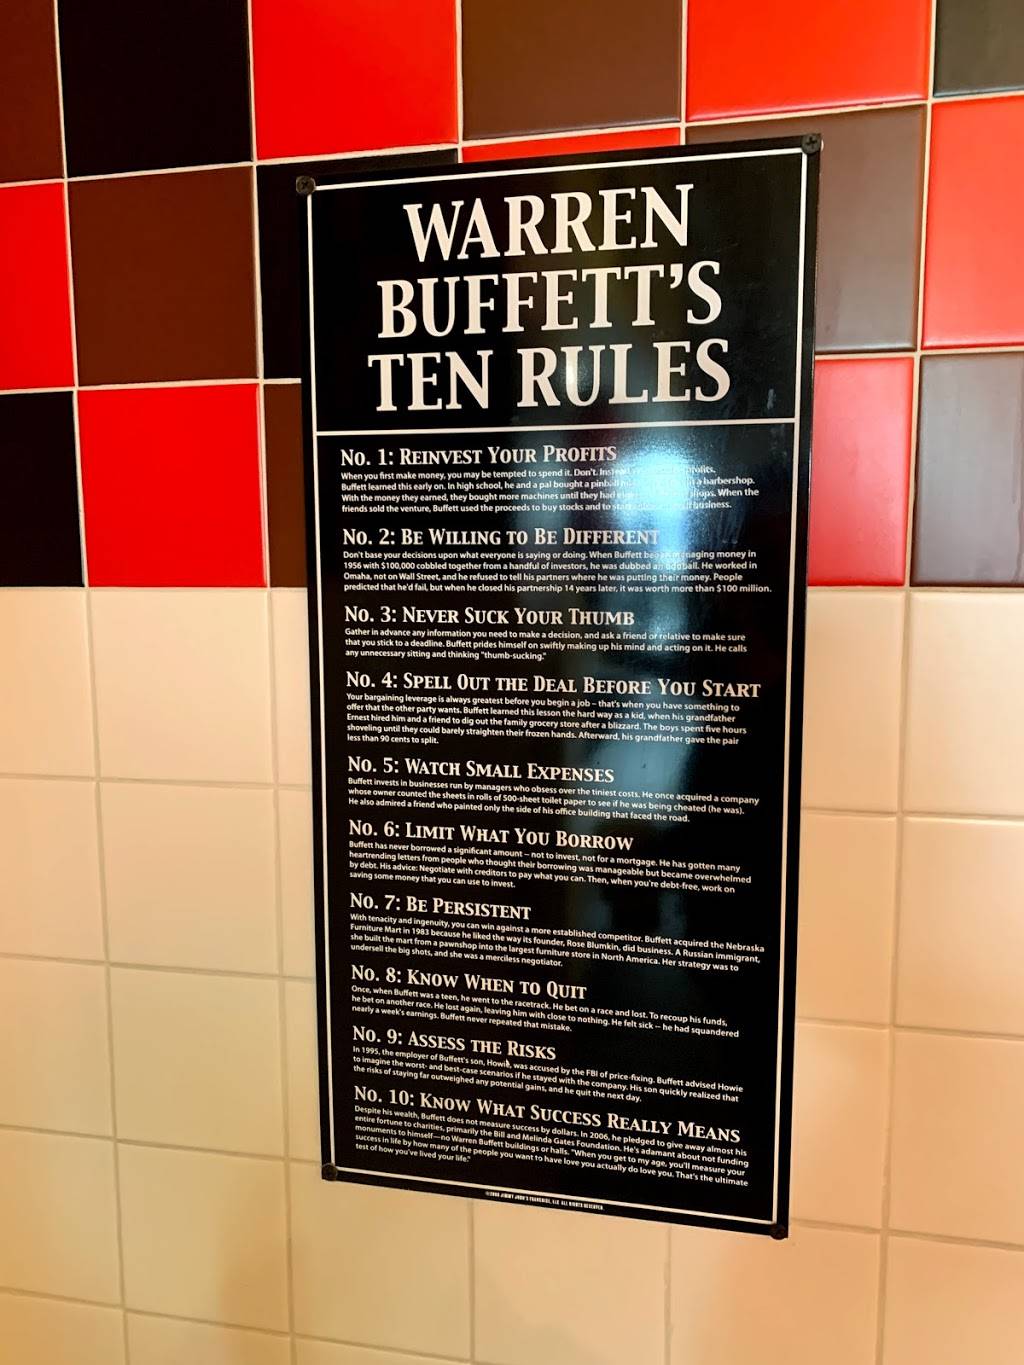 WARREN
BUFFETT'S
TEN RULES
No. 1: Reinvest Your Profits
When you first make money, you may be tempted to spend it. Don't. profits.
Buffett learned this early on. In high school, he and a pal bought a pinball a barbershop.
With the money they earned, they bought more machines until they had shops. When the
friends sold the venture, Buffett used the proceeds to buy stocks and to business.
No. 2: Be Willing to Be Different
Don't base your decisions upon what everyone is saying or doing. When Buffett began managing money in
1956 with $100,000 cobbled together from a handful of investors, he was dubbed an oddball. He worked in
Omaha, not on Wall Street, and he refused to tell his partners where he was putting their money. People
predicted that he'd fail, but when he closed his partnership 14 years later, it was worth more than $100 million.
No. 3: Never Suck Your Thumb
Gather in advance any information you need to make a decision, and ask a friend or relative to make sure
that you stick to a deadline. Buffett prides himself on swiftly making up his mind and acting on it. He calls
any unnecessary sitting and thinking "thumb-sucking."
No. 4: Spell Out the Deal Before You Start
Your bargaining leverage is always greatest before you begin a job – that's when you have something to
offer that the other party wants. Buffett learned this lesson the hard way as a kid, when his grandfather
Ernest hired him and a friend to dig out the family grocery store after a blizzard. The boys spent five hours
shoveling until they could barely straighten their frozen hands. Afterward, his grandfather gave the pair
less than 90 cents to split.
No. 5: Watch Small Expenses
Buffett invests in businesses run by managers who obsess over the tiniest costs. He once acquired a company
whose owner counted the sheets in rolls of 500-sheet toilet paper to see if he was being cheated (he was).
He also admired a friend who painted only the side of his office building that faced the road.
No. 6: Limit What You Borrow
Buffett has never borrowed a significant amount – not to invest, not for a mortgage. He has gotten many
heartrending letters from people who thought their borrowing was manageable but became overwhelmed
by debt. His advice: Negotiate with creditors to pay what you can. Then, when you're debt-free, work on
saving some money that you can use to invest.
No. 7: Be Persistent
With tenacity and ingenuity, you can win against a more established competitor. Buffett acquired the Nebraska
Furniture Mart in 1983 because he liked the way its founder, Rose Blumkin, did business. A Russian immigrant,
she built the mart from a pawnshop into the largest furniture store in North America. Her strategy was to
undersell the big shots, and she was a merciless negotiator.
No. 8: Know When to Quit
Once, when Buffett was a teen, he went to the racetrack. He bet on a race and lost. To recoup his funds,
he bet on another race. He lost again, leaving him with close to nothing. He felt sick – he had squandered
nearly a week's earnings. Buffett never repeated that mistake.
No. 9: Assess the Risks
In 1995, the employer of Buffett's son, Howie, was accused by the FBI of price-fixing. Buffett advised Howie
to imagine the worst- and best-case scenarios if he stayed with the company. His son quickly realized that
the risks of staying far outweighed any potential gains, and he quit the next day.
No. 10: Know What Success Really Means
Despite his wealth, Buffett does not measure success by dollars. In 2006, he pledged to give away almost his
entire fortune to charities, primarily the Bill and Melinda Gates Foundation. He's adamant about not funding
monuments to himself—no Warren Buffett buildings or halls. "When you get to my age, you'll measure your
success in life by how many of the people you want to have love you actually do love you. That's the ultimate
test of how you've lived your life."
JIMMY JOHN'S FRANCHISE, LLC ALL RIGHTS RESERVED.